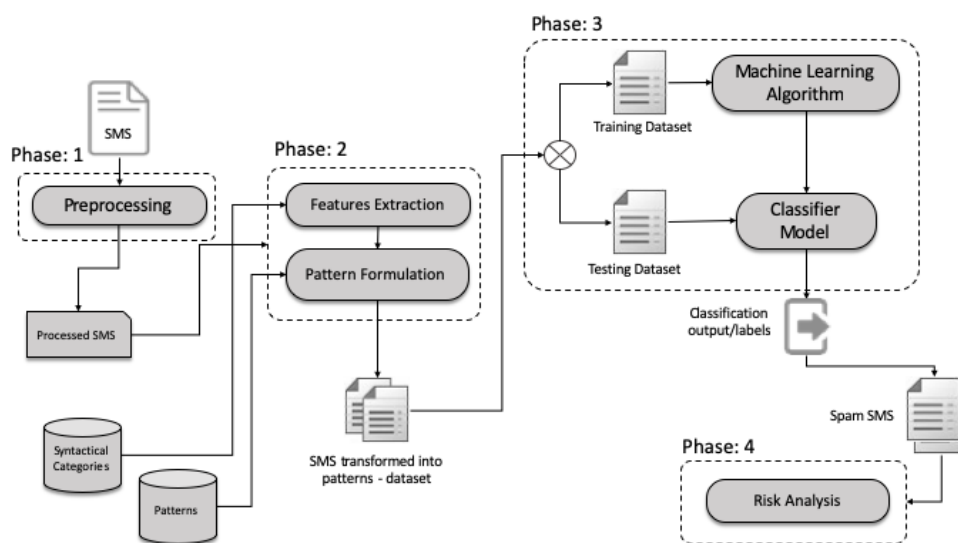 Phase: 3
Machine Learning
Algorithm
Training Dataset
SMS
Phase: 1
Phase: 2
Preprocessing
Features Extraction
Classifier
Model
Pattern Formulation
Testing Dataset
Processed SMS
Classification
output/labels
Spam SMS
Syntactical
Categories
SMS transformed into
patterns - dataset
Phase: 4
Patterns
Risk Analysis